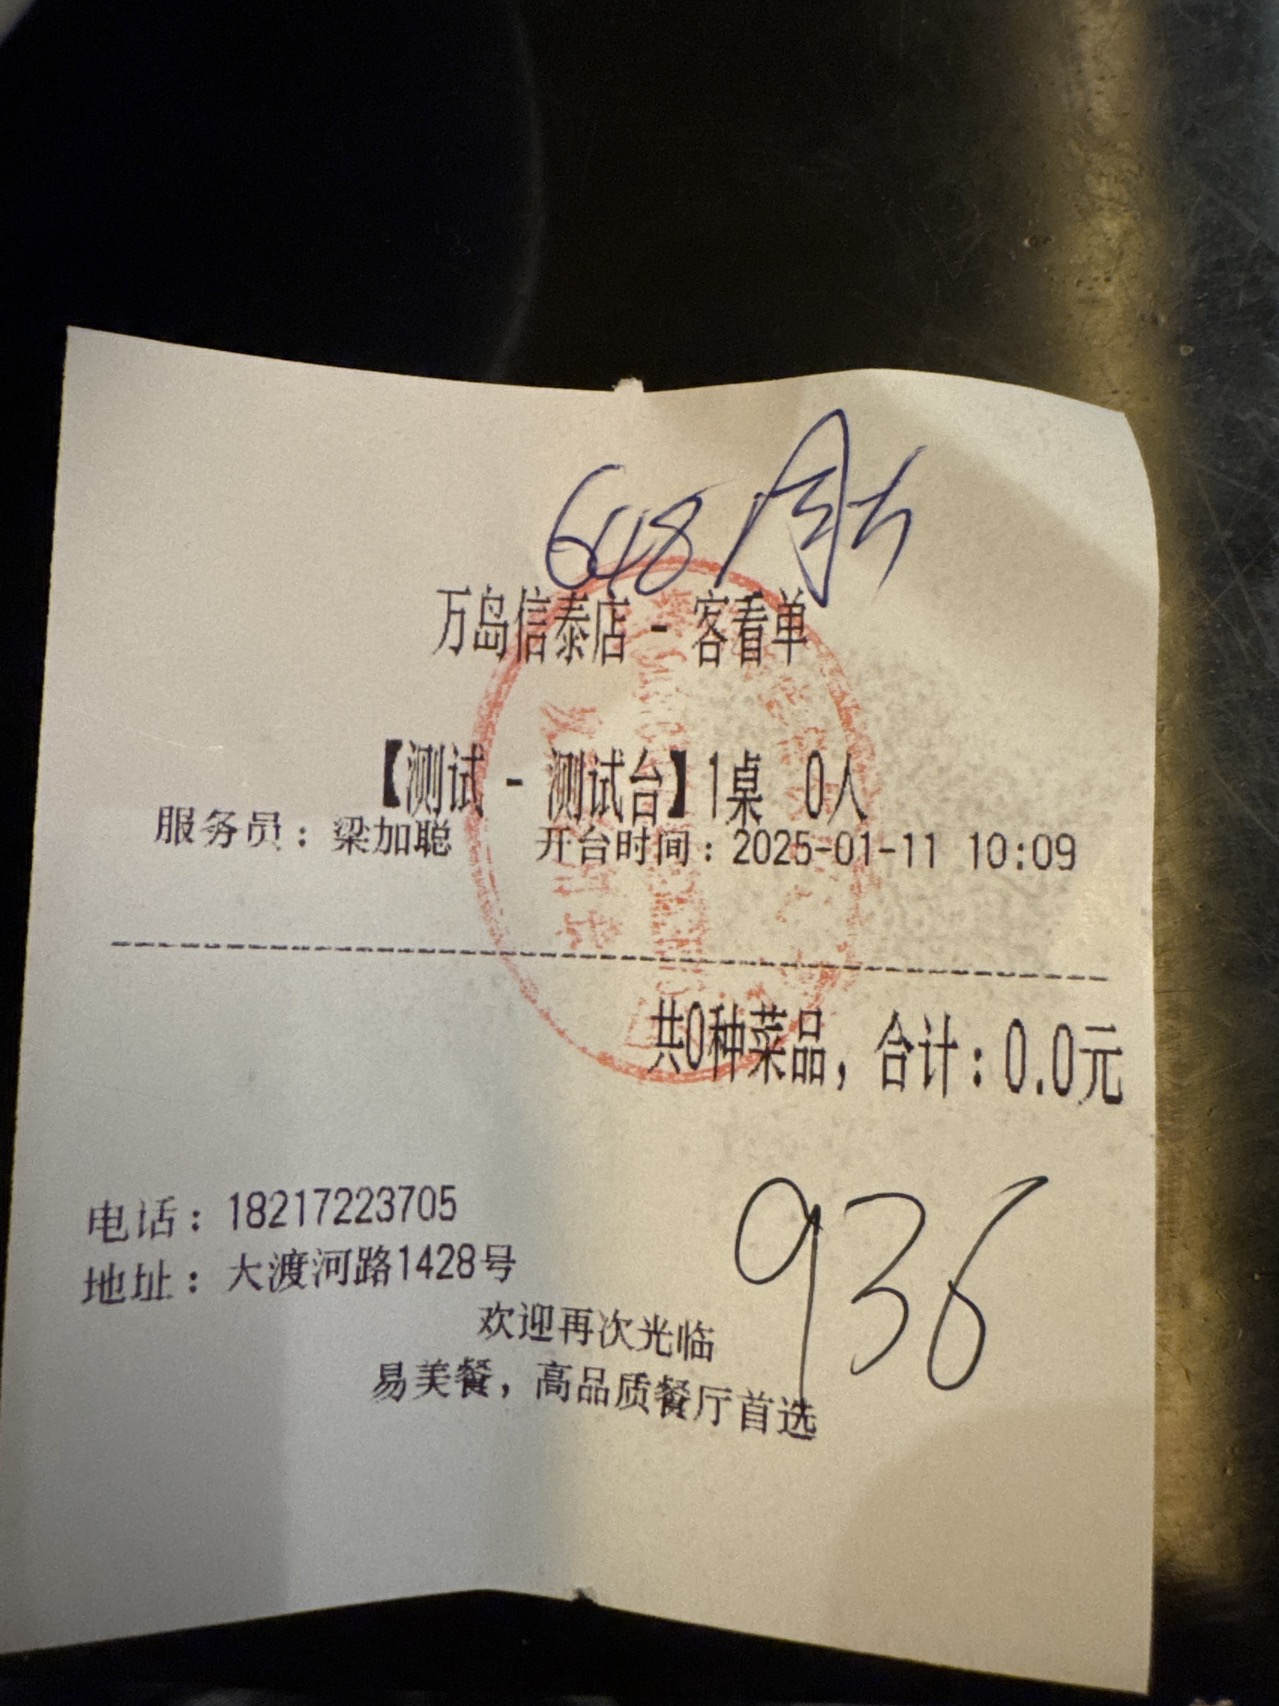 648
万岛信泰店 - 客看单
【测试 - 测试台】1桌 0人
服务员：梁加聪 开台时间：2025-01-11 10:09
共0种菜品，合计：0.0元
电话：18217223705
地址：大渡河路1428号
936
欢迎再次光临
易美餐，高品质餐厅首选